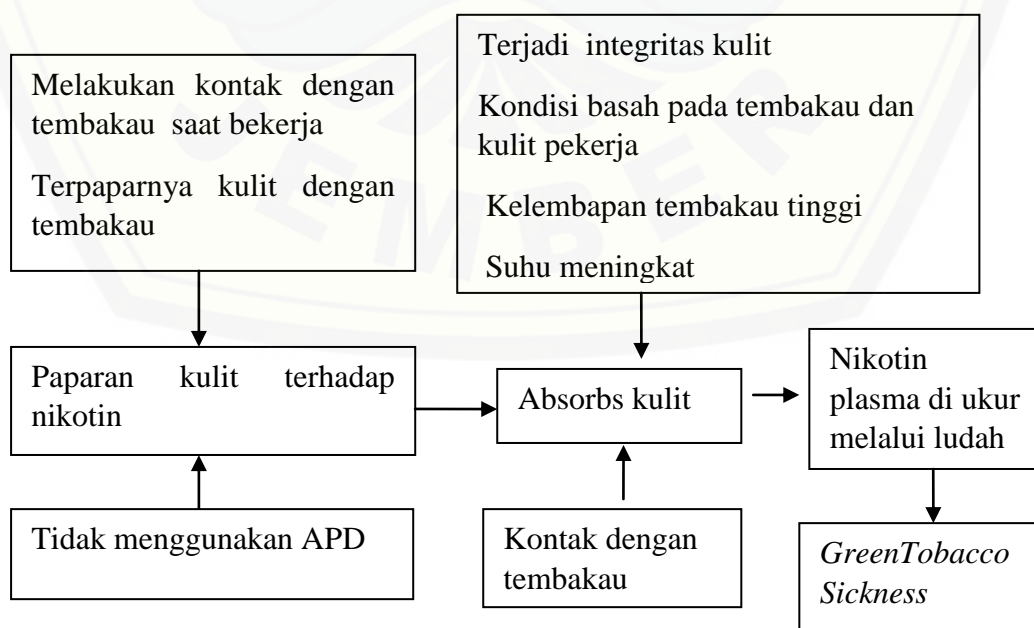 Melakukan kontak dengan
tembakau saat bekerja
Terpaparnya kulit dengan
tembakau
Terjadi integritas kulit
Kondisi basah pada tembakau dan
kulit pekerja
Kelembapan tembakau tinggi
Suhu meningkat
Paparan kulit terhadap
nikotin
Absorbs kulit
Nikotin
plasma di ukur
melalui ludah
Tidak menggunakan APD
Kontak dengan
tembakau
GreenTobacco
Sickness
JEMBER